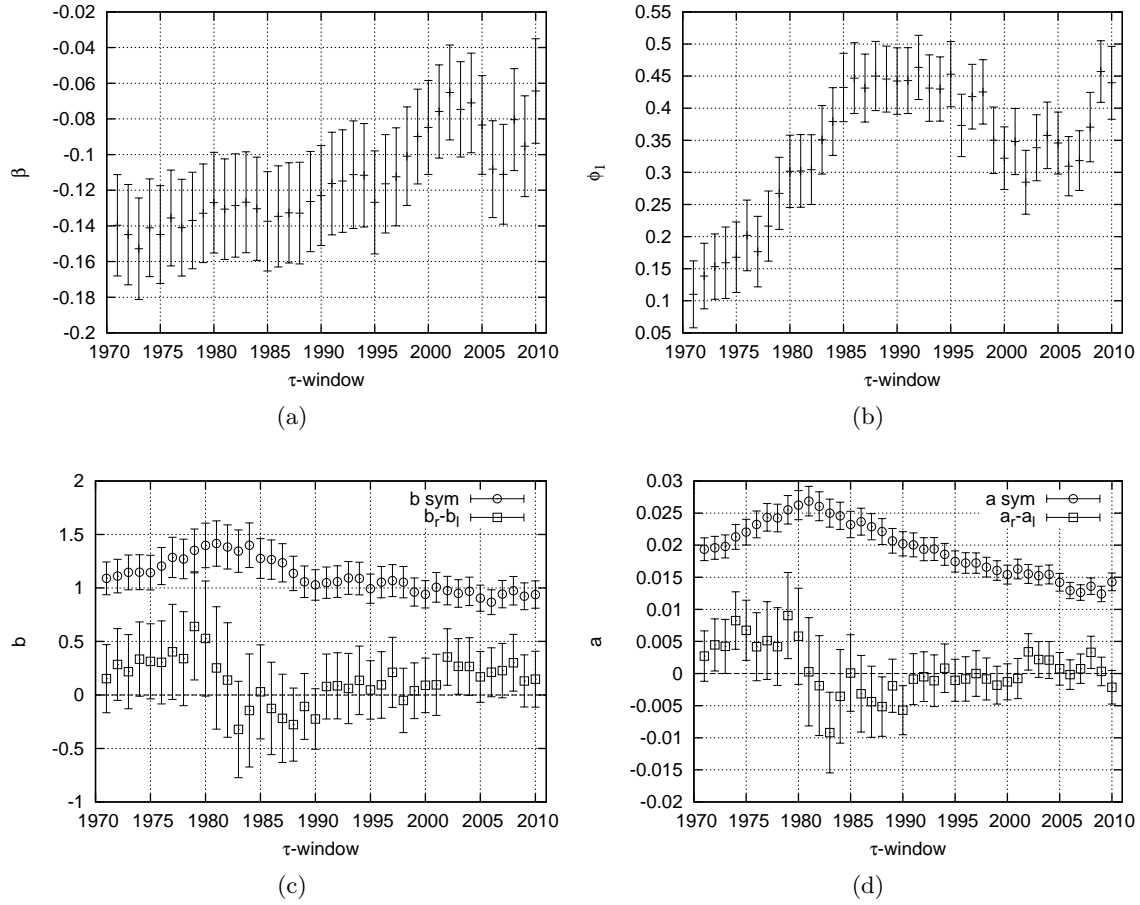 -0.02
-0.04
-0.06
-0.08
-0.1
-0.12
-0.14
-0.16
-0.18
-0.2
β
1970 1975 1980 1985 1990 1995 2000 2005 2010
τ-window
(a)
0.55
0.5
0.45
0.4
0.35
0.3
0.25
0.2
0.15
0.1
0.05
ϕ1
1970 1975 1980 1985 1990 1995 2000 2005 2010
τ-window
(b)
2
1.5
1
0.5
0
-0.5
-1
b
b sym
br-bl
1970 1975 1980 1985 1990 1995 2000 2005 2010
τ-window
(c)
0.03
0.025
0.02
0.015
0.01
0.005
0
-0.005
-0.01
-0.015
-0.02
a
a sym
ar-al
1970 1975 1980 1985 1990 1995 2000 2005 2010
τ-window
(d)